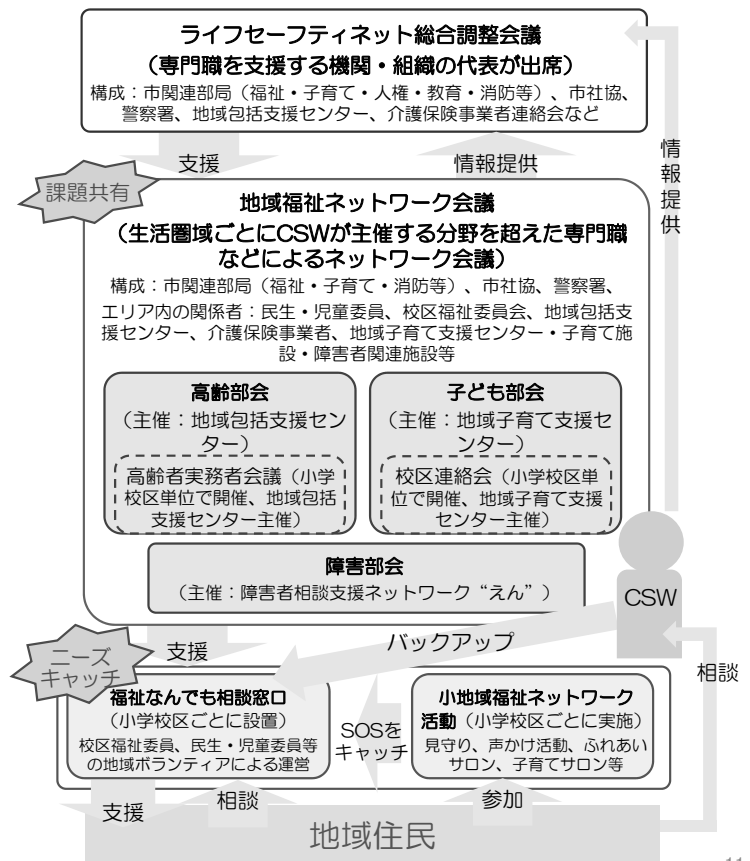 ライフセーフティネット総合調整会議
（専門職を支援する機関・組織の代表が出席）
構成：市関連部局（福祉・子育て・人権・教育・消防等）、市社協、
警察署、地域包括支援センター、介護保険事業者連絡会など
支援
情報提供
情報提供
課題共有
地域福祉ネットワーク会議
（生活圏域ごとにCSWが主催する分野を超えた専門職
などによるネットワーク会議）
構成：市関連部局（福祉・子育て・消防等）、市社協、警察署、
エリア内の関係者：民生・児童委員、校区福祉委員会、地域包括支
援センター、介護保険事業者、地域子育て支援センター・子育て施
設・障害者関連施設等
高齢部会
（主催：地域包括支援セン
ター）
高齢者実務者会議（小学
校区単位で開催、地域包括
支援センター主催）
子ども部会
（主催：地域子育て支援セ
ンター）
校区連絡会（小学校区単
位で開催、地域子育て支援
センター主催）
障害部会
（主催：障害者相談支援ネットワーク“えん”）
CSW
ニーズ
キャッチ
支援
バックアップ
相談
福祉なんでも相談窓口
（小学校区ごとに設置）
校区福祉委員、民生・児童委員等
の地域ボランティアによる運営
SOSを
キャッチ
小地域福祉ネットワーク
活動（小学校区ごとに実施）
見守り、声かけ活動、ふれあい
サロン、子育てサロン等
支援
相談
参加
地域住民